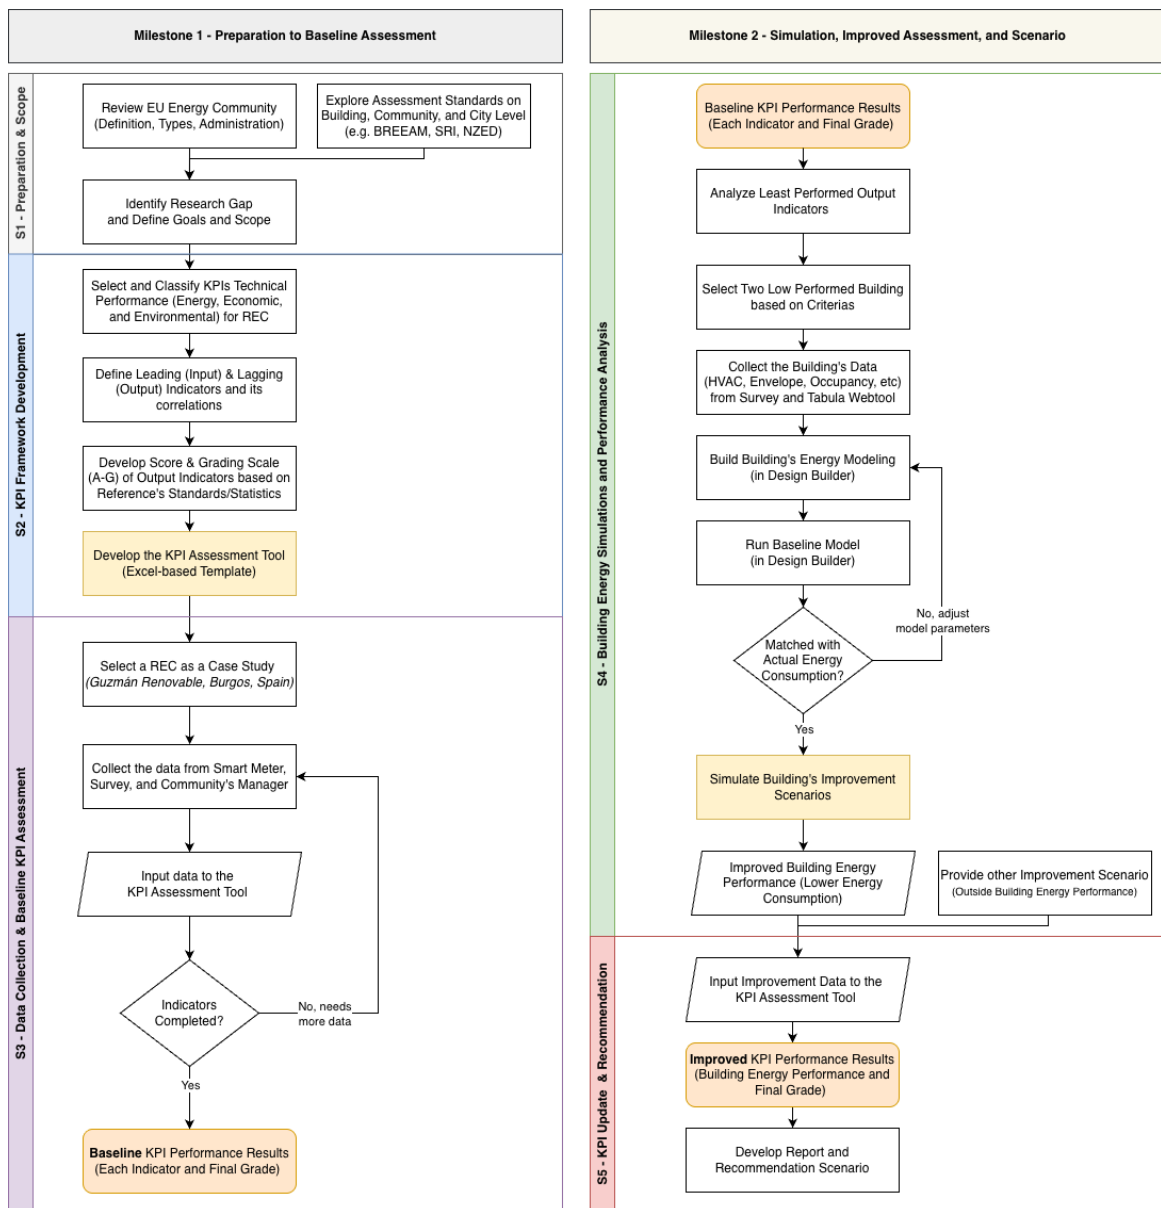 Milestone 1 - Preparation to Baseline Assessment
S1 - Preparation & Scope
Review EU Energy Community
(Definition, Types, Administration)
Explore Assessment Standards on
Building, Community, and City Level
(e.g. BREEAM, SRI, NZED)
Identify Research Gap
and Define Goals and Scope
S2 - KPI Framework Development
Select and Classify KPIs Technical
Performance (Energy, Economic,
and Environmental) for REC
Define Leading (Input) & Lagging
(Output) Indicators and its
correlations
Develop Score & Grading Scale
(A-G) of Output Indicators based on
Reference's Standards/Statistics
Develop the KPI Assessment Tool
(Excel-based Template)
S3 - Data Collection & Baseline KPI Assessment
Select a REC as a Case Study
(Guzmán Renovable, Burgos, Spain)
Collect the data from Smart Meter,
Survey, and Community's Manager
Input data to the
KPI Assessment Tool
Indicators
Completed?
No, needs
more data
Yes
Baseline KPI Performance Results
(Each Indicator and Final Grade)
Milestone 2 - Simulation, Improved Assessment, and Scenario
S4 - Building Energy Simulations and Performance Analysis
Baseline KPI Performance Results
(Each Indicator and Final Grade)
Analyze Least Performed Output
Indicators
Select Two Low Performed Building
based on Criterias
Collect the Building's Data
(HVAC, Envelope, Occupancy, etc)
from Survey and Tabula Webtool
Build Building's Energy Modeling
(in Design Builder)
Run Baseline Model
(in Design Builder)
No, adjust
model parameters
Matched with
Actual Energy
Consumption?
Yes
Simulate Building's Improvement
Scenarios
Improved Building Energy
Performance (Lower Energy
Consumption)
Provide other Improvement Scenario
(Outside Building Energy Performance)
S5 - KPI Update & Recommendation
Input Improvement Data to the
KPI Assessment Tool
Improved KPI Performance Results
(Building Energy Performance and
Final Grade)
Develop Report and
Recommendation Scenario